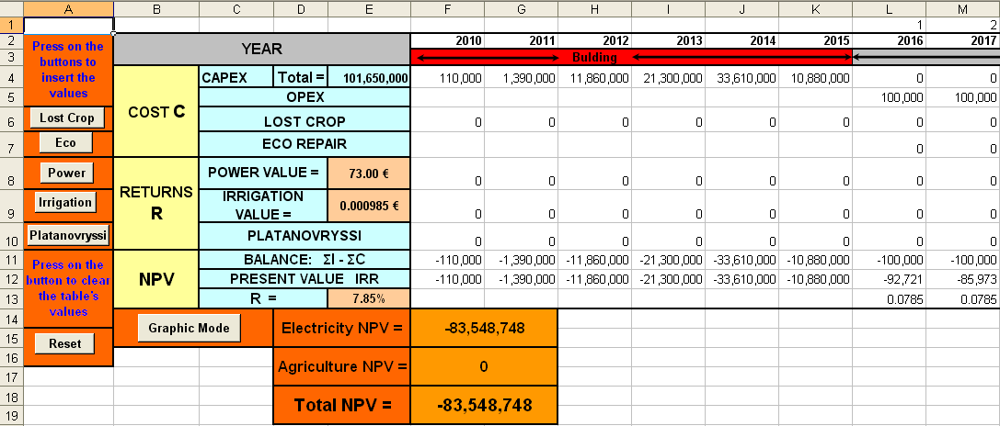 A B C D E F G H I J K L M
1 1 2
2 Press on the buttons to insert the values YEAR 2010 2011 2012 2013 2014 2015 2016 2017
3 Bulding
4 CAPEX Total = 101,650,000 110,000 1,390,000 11,860,000 21,300,000 33,610,000 10,880,000 0 0
5 COST C OPEX 100,000 100,000
6 Lost Crop LOST CROP 0 0 0 0 0 0 0 0
7 Eco ECO REPAIR 0 0
8 Power RETURNS R POWER VALUE = 73.00 € 0 0 0 0 0 0 0 0
9 Irrigation IRRIGATION VALUE = 0.000985 € 0 0 0 0 0 0 0 0
10 Platanovryssi PLATANOVRYSSI 0 0 0 0 0 0 0 0
11 Press on the button to clear the table's values NPV BALANCE: ΣI - ΣC -110,000 -1,390,000 -11,860,000 -21,300,000 -33,610,000 -10,880,000 -100,000 -100,000
12 PRESENT VALUE IRR -110,000 -1,390,000 -11,860,000 -21,300,000 -33,610,000 -10,880,000 -92,721 -85,973
13 R = 7.85% 0.0785 0.0785
14 Graphic Mode Electricity NPV = -83,548,748
15 Reset
16 Agriculture NPV = 0
17
18 Total NPV = -83,548,748
19